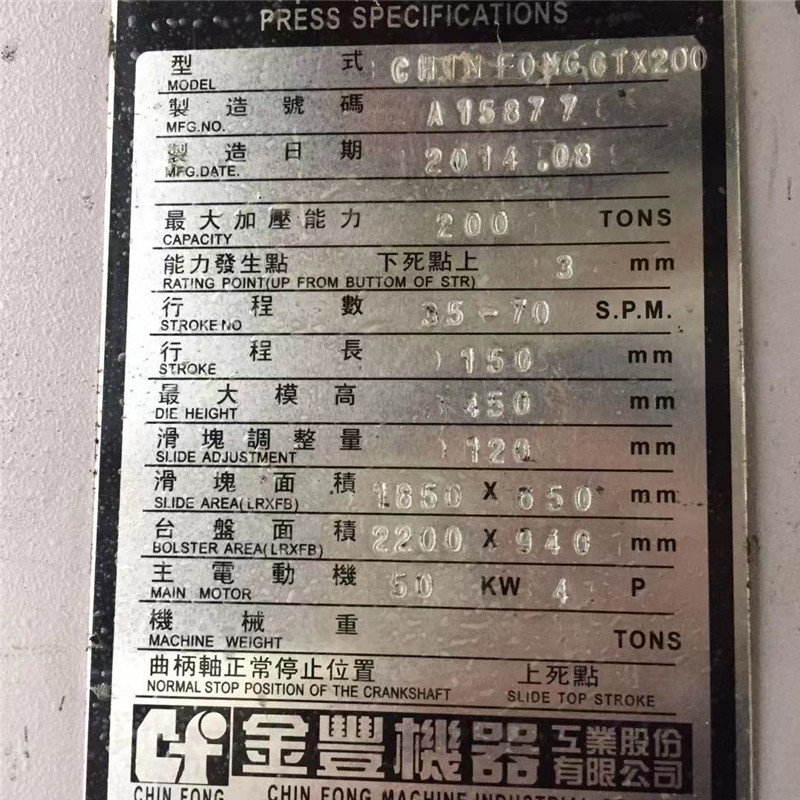 PRESS SPECIFICATIONS
型 式 CHIN FONG GTX200
MODEL
製造號碼 A15877
MFG.NO.
製造日期 2014.08
MFG.DATE.
最大加壓能力 200 TONS
CAPACITY
能力發生點 下死點上 3 mm
RATING POINT(UP FROM BUTTOM OF STR)
行程數 35-70 S.P.M.
STROKE NO
行程長 150 mm
STROKE
最大模高 450 mm
DIE HEIGHT
滑塊調整量 120 mm
SLIDE ADJUSTMENT
滑塊面積 1850 X 650 mm
SLIDE AREA(LRXFB)
台盤面積 2200 X 940 mm
BOLSTER AREA(LRXFB)
主電動機 50 KW 4 P
MAIN MOTOR
機械重 TONS
MACHINE WEIGHT
曲柄軸正常停止位置 上死點
NORMAL STOP POSITION OF THE CRANKSHAFT SLIDE TOP STROKE
金豐機器 工業股份有限公司
CHIN FONG CHIN FONG MACHINE INDUSTRIAL